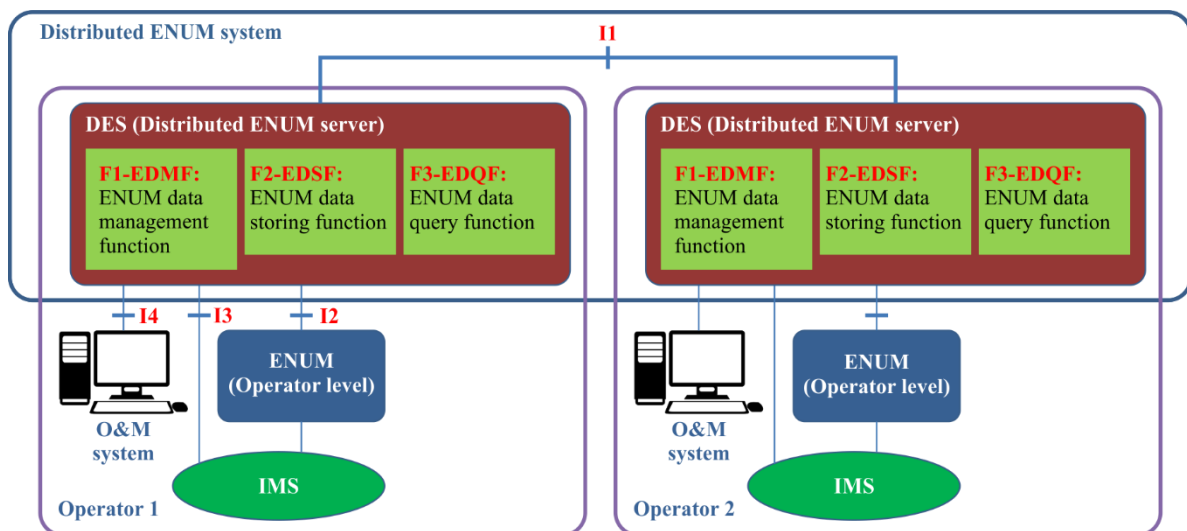 Distributed ENUM system
I1
DES (Distributed ENUM server)
F1-EDMF:
ENUM data
management
function
F2-EDSF:
ENUM data
storing function
F3-EDQF:
ENUM data
query function
I4
I3
I2
O&M
system
ENUM
(Operator level)
IMS
Operator 1
DES (Distributed ENUM server)
F1-EDMF:
ENUM data
management
function
F2-EDSF:
ENUM data
storing function
F3-EDQF:
ENUM data
query function
O&M
system
ENUM
(Operator level)
IMS
Operator 2